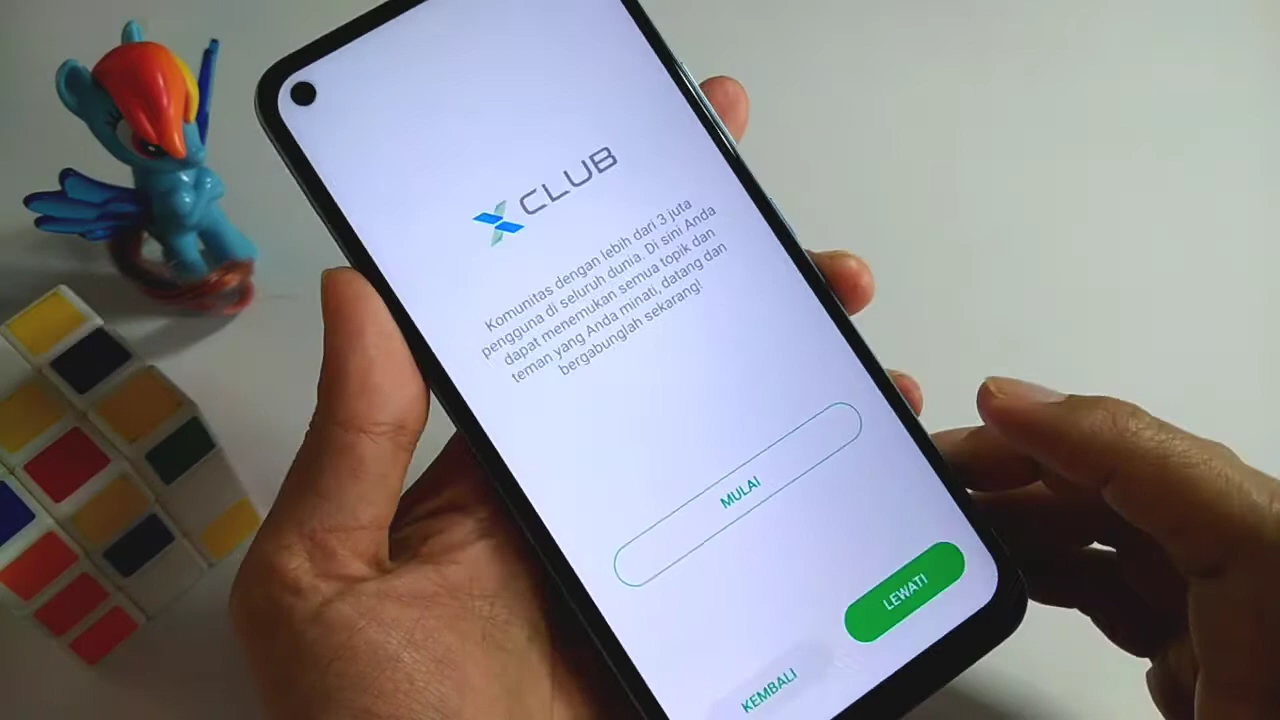 X CLUB
Komunitas dengan lebih dari 3 juta
pengguna di seluruh dunia. Di sini Anda
dapat menemukan semua topik dan
teman yang Anda minati, datang dan
bergabunglah sekarang!
MULAI
LEWATI
KEMBALI